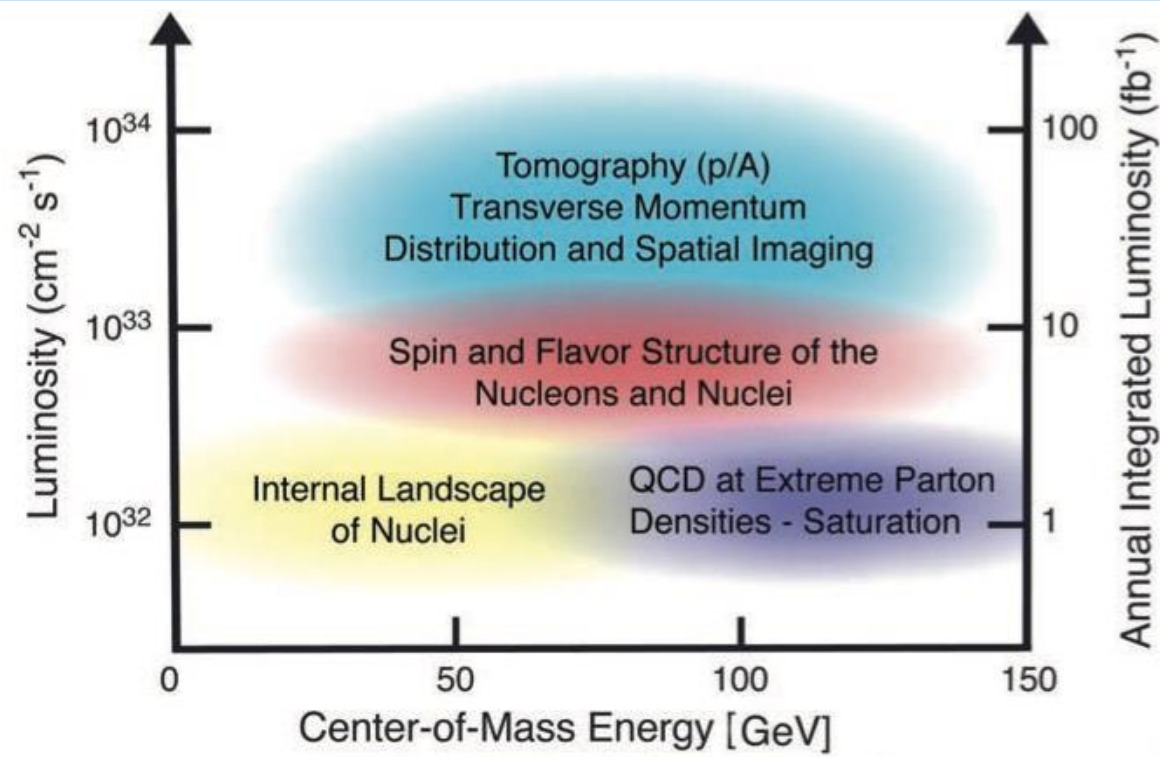 Luminosity (cm⁻² s⁻¹)
10³⁴
10³³
10³²
Tomography (p/A)
Transverse Momentum
Distribution and Spatial Imaging
Spin and Flavor Structure of the
Nucleons and Nuclei
Internal Landscape
of Nuclei
QCD at Extreme Parton
Densities - Saturation
100
10
1
Annual Integrated Luminosity (fb⁻¹)
0
50
100
150
Center-of-Mass Energy [GeV]